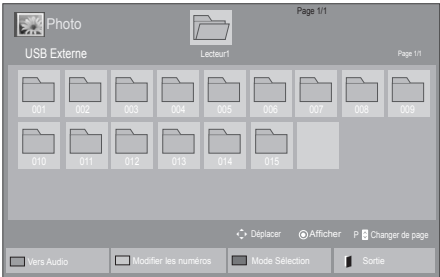 Photo
Page 1/1
USB Externe
Lecteur1
Page 1/1
001 002 003 004 005 006 007 008 009
010 011 012 013 014 015
Déplacer Afficher P Changer de page
Vers Audio Modifier les numéros Mode Sélection Sortie